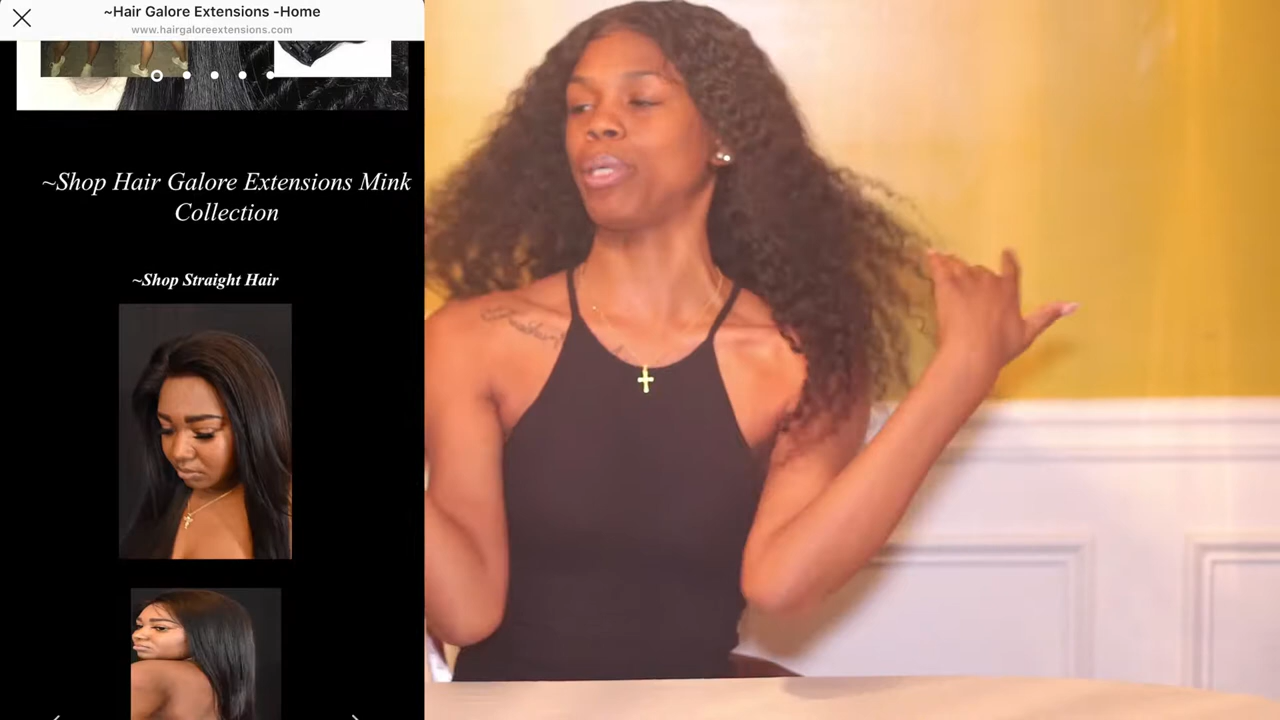 ~Hair Galore Extensions -Home
www.hairgaloreextensions.com
~Shop Hair Galore Extensions Mink
Collection
~Shop Straight Hair